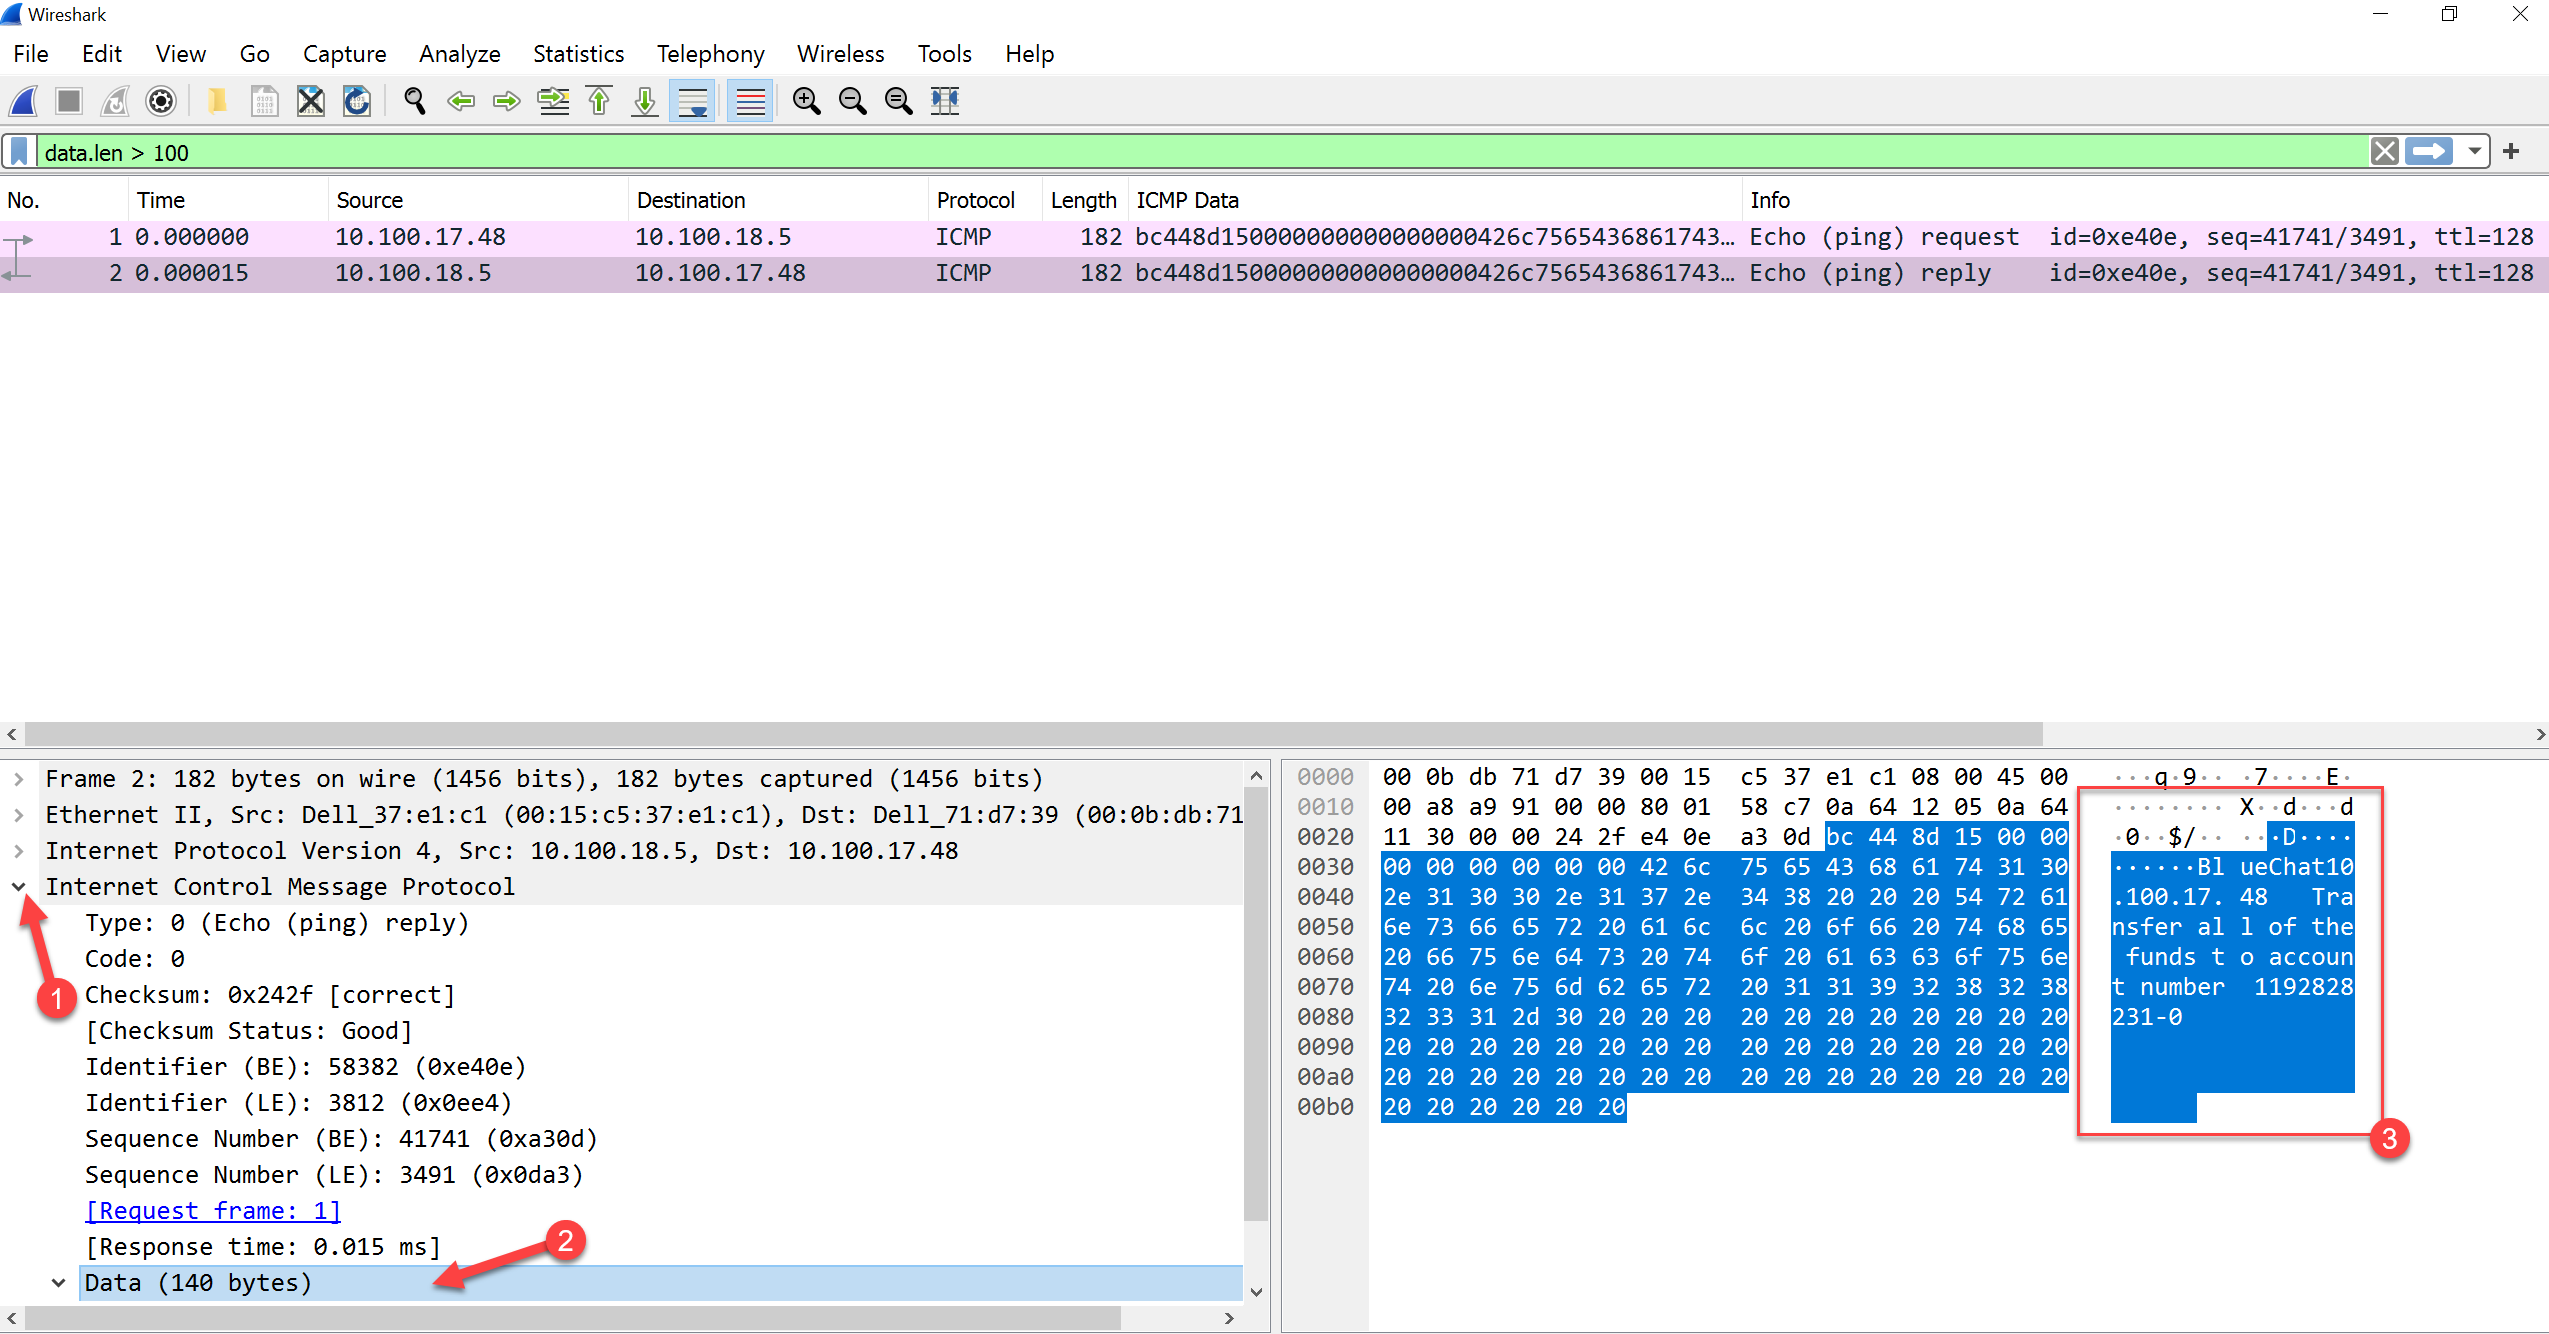 Wireshark
File Edit View Go Capture Analyze Statistics Telephony Wireless Tools Help
data.len > 100
No. Time Source Destination Protocol Length ICMP Data Info
1 0.000000 10.100.17.48 10.100.18.5 ICMP 182 bc448d150000000000000000426c7565436861743… Echo (ping) request id=0xe40e, seq=41741/3491, ttl=128
2 0.000015 10.100.18.5 10.100.17.48 ICMP 182 bc448d150000000000000000426c7565436861743… Echo (ping) reply id=0xe40e, seq=41741/3491, ttl=128
Frame 2: 182 bytes on wire (1456 bits), 182 bytes captured (1456 bits)
Ethernet II, Src: Dell_37:e1:c1 (00:15:c5:37:e1:c1), Dst: Dell_71:d7:39 (00:0b:db:71
Internet Protocol Version 4, Src: 10.100.18.5, Dst: 10.100.17.48
Internet Control Message Protocol
Type: 0 (Echo (ping) reply)
Code: 0
1
Checksum: 0x242f [correct]
[Checksum Status: Good]
Identifier (BE): 58382 (0xe40e)
Identifier (LE): 3812 (0x0ee4)
Sequence Number (BE): 41741 (0xa30d)
Sequence Number (LE): 3491 (0x0da3)
[Request frame: 1]
[Response time: 0.015 ms]
2
Data (140 bytes)
0000 00 0b db 71 d7 39 00 15 c5 37 e1 c1 08 00 45 00 ···q·9·· ·7····E·
0010 00 a8 a9 91 00 00 80 01 58 c7 0a 64 12 05 0a 64 ········ X··d···d
0020 11 30 00 00 24 2f e4 0e a3 0d bc 44 8d 15 00 00 ·0··$/·· ···D····
0030 00 00 00 00 00 00 42 6c 75 65 43 68 61 74 31 30 ······Bl ueChat10
0040 2e 31 30 30 2e 31 37 2e 34 38 20 20 20 54 72 61 .100.17. 48 Tra
0050 6e 73 66 65 72 20 61 6c 6c 20 6f 66 20 74 68 65 nsfer al l of the
0060 20 66 75 6e 64 73 20 74 6f 20 61 63 63 6f 75 6e funds t o accoun
0070 74 20 6e 75 6d 62 65 72 20 31 31 39 32 38 32 38 t number 1192828
0080 32 33 31 2d 30 20 20 20 20 20 20 20 20 20 20 20 231-0
0090 20 20 20 20 20 20 20 20 20 20 20 20 20 20 20 20
00a0 20 20 20 20 20 20 20 20 20 20 20 20 20 20 20 20
00b0 20 20 20 20 20 20
3